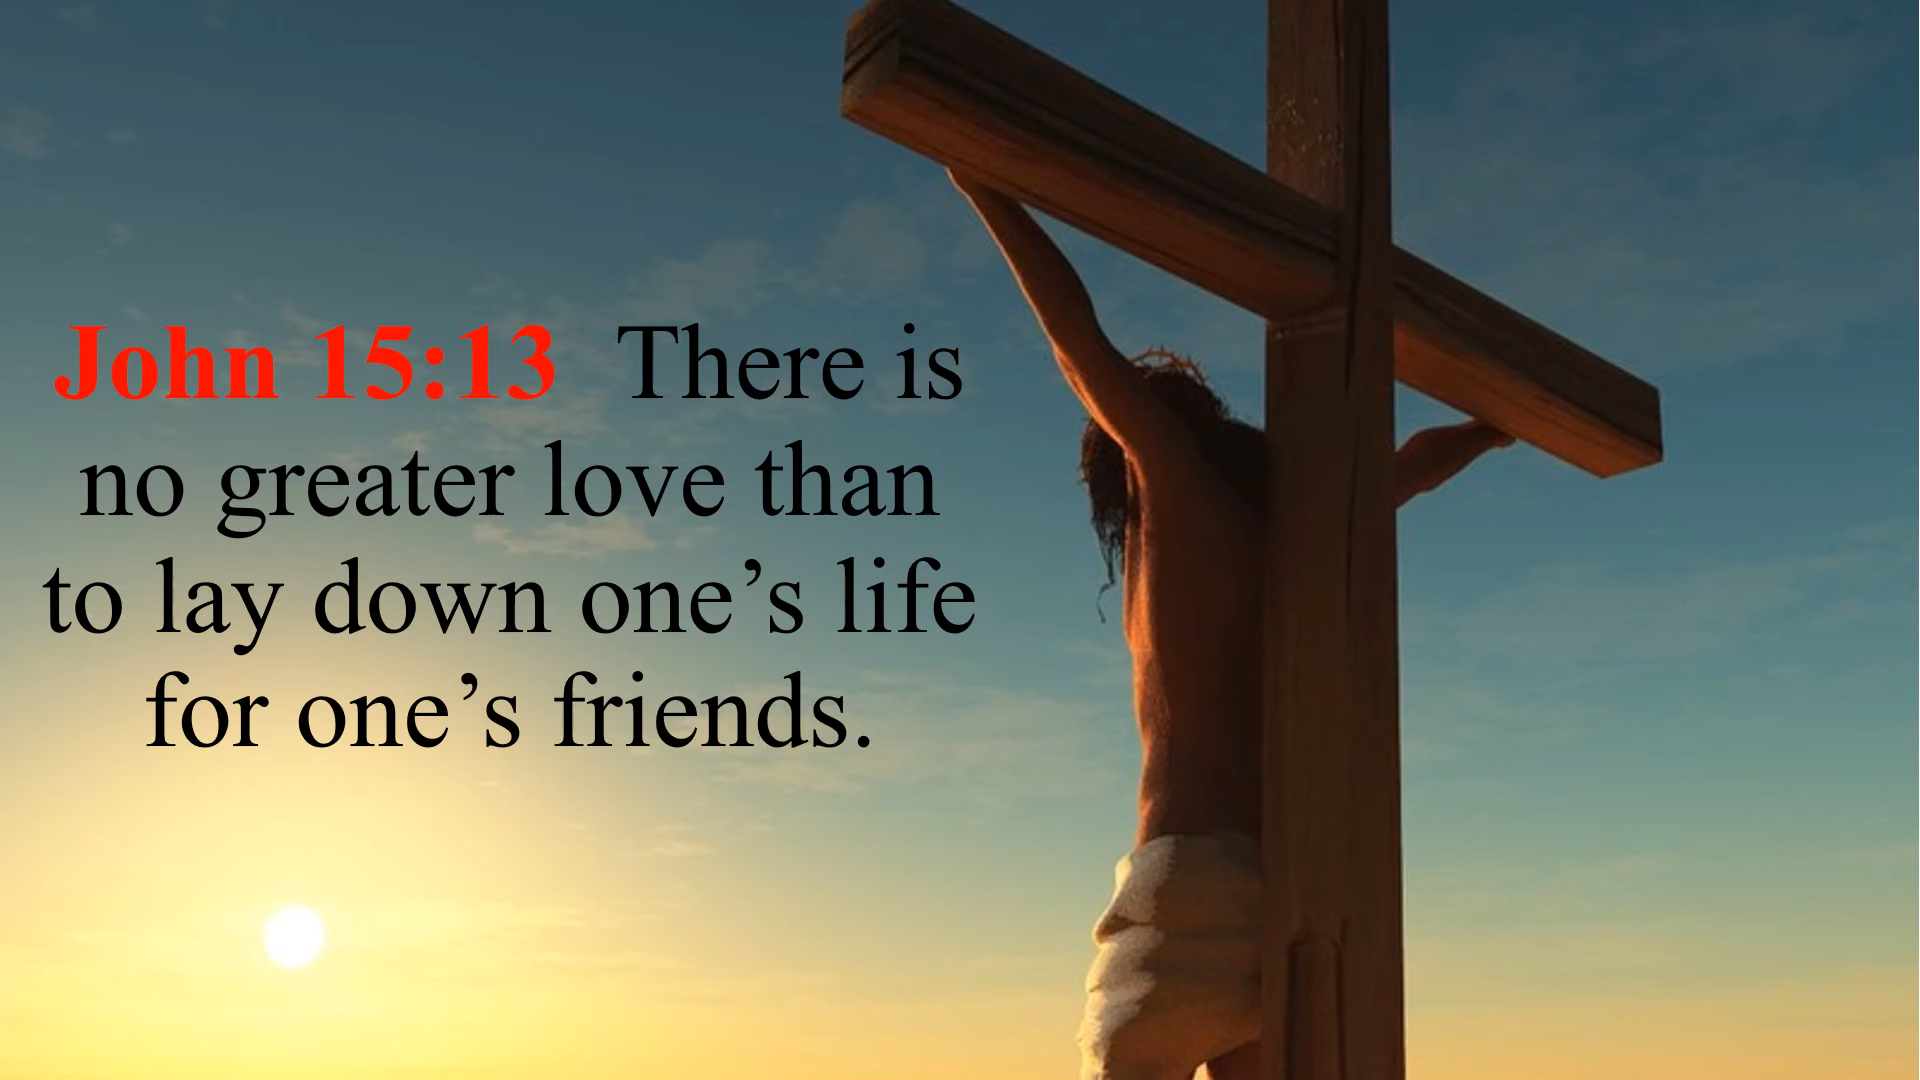 John 15:13  There is
no greater love than
to lay down one’s life
for one’s friends.